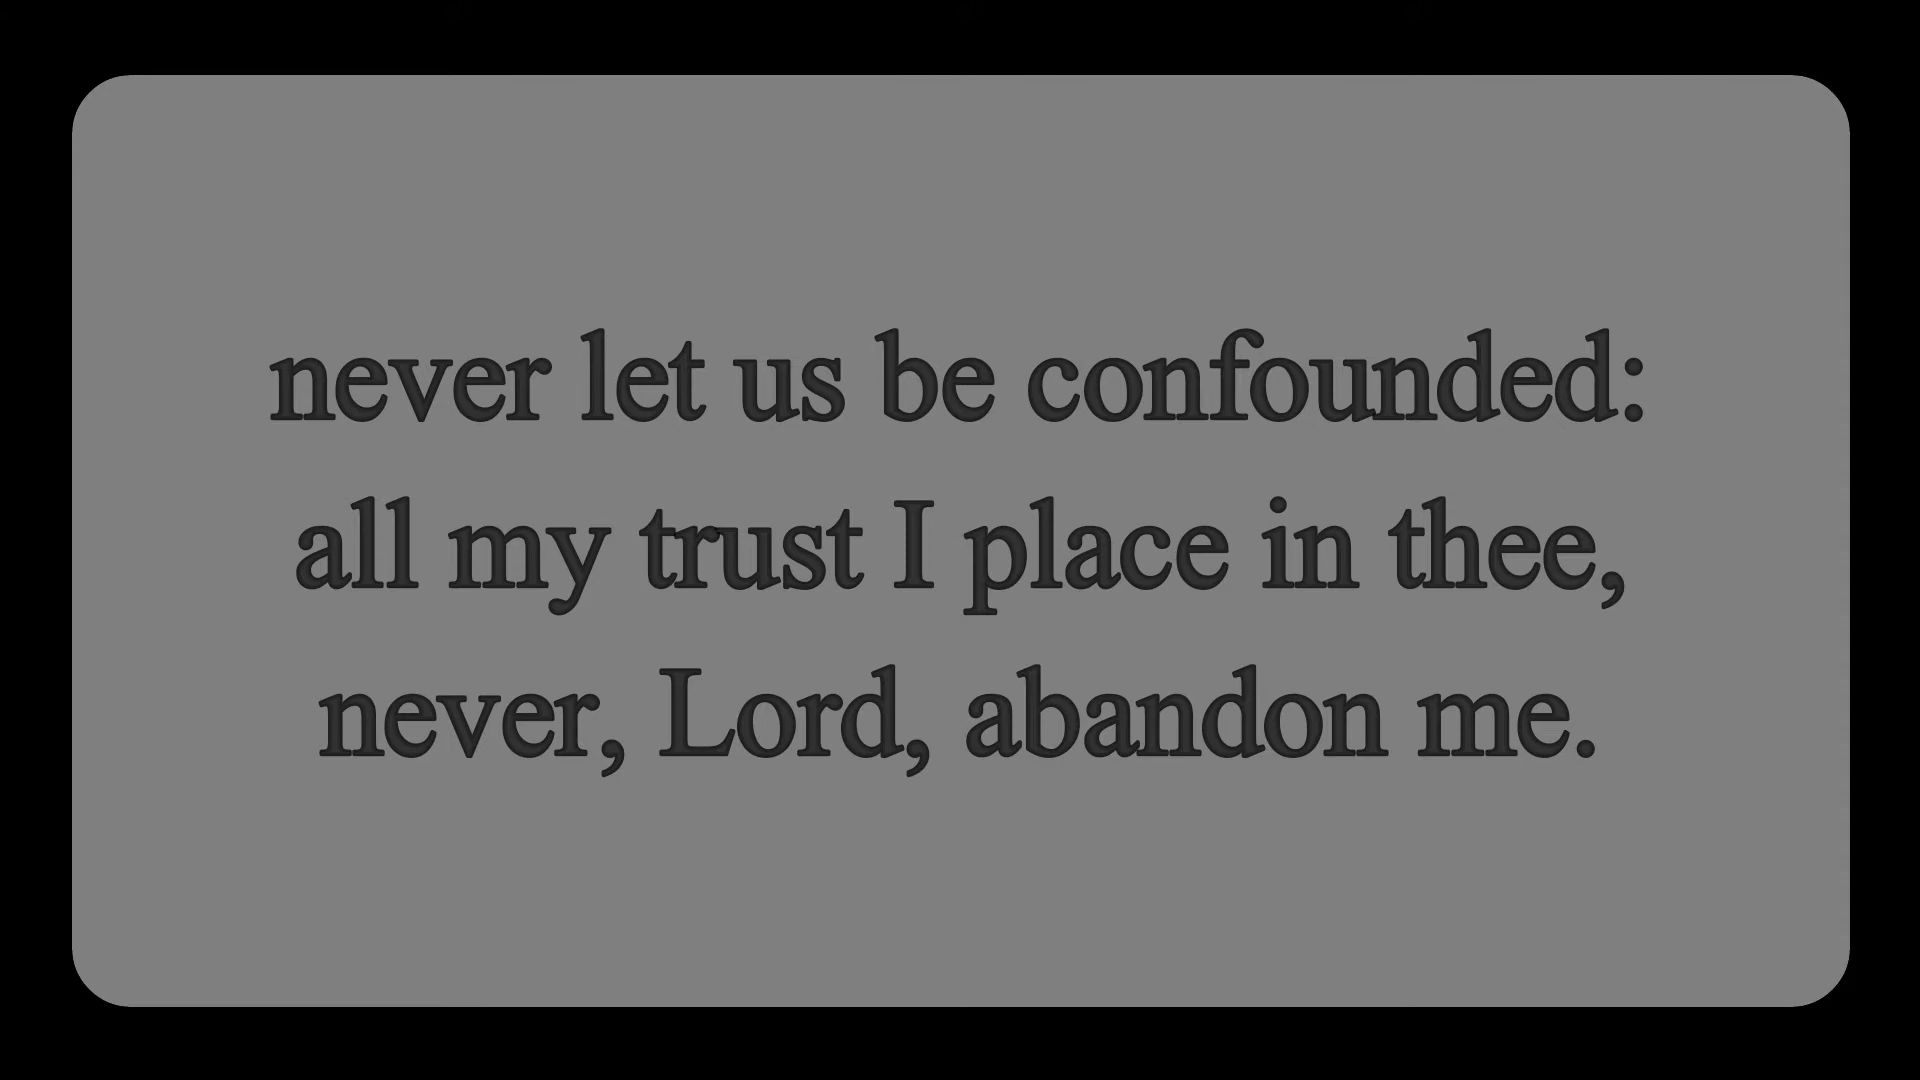 never let us be confounded:
all my trust I place in thee,
never, Lord, abandon me.